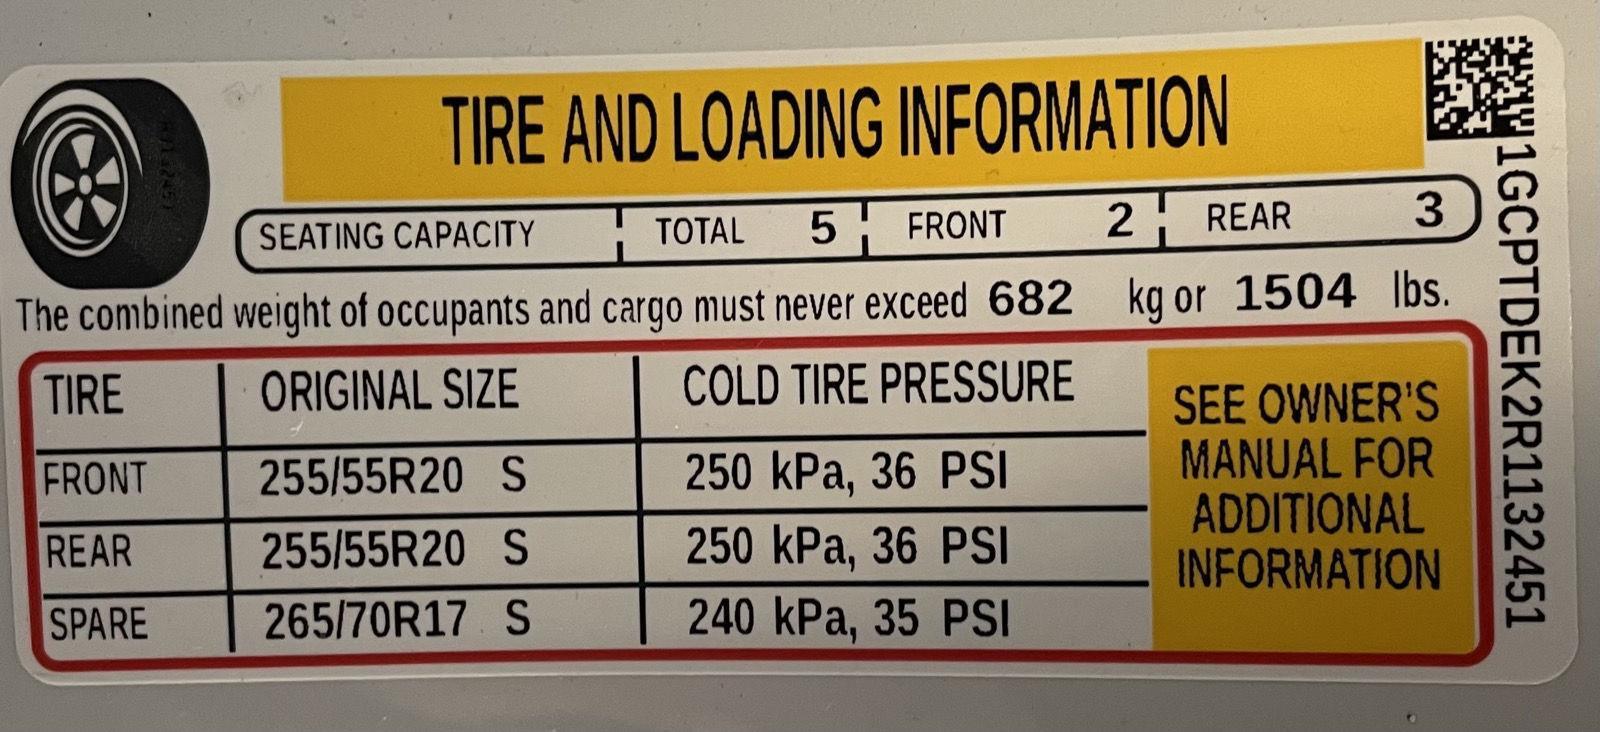 TIRE AND LOADING INFORMATION
SEATING CAPACITY TOTAL 5 FRONT 2 REAR 3
The combined weight of occupants and cargo must never exceed 682 kg or 1504 lbs.
TIRE ORIGINAL SIZE COLD TIRE PRESSURE
FRONT 255/55R20 S 250 kPa, 36 PSI
REAR 255/55R20 S 250 kPa, 36 PSI
SPARE 265/70R17 S 240 kPa, 35 PSI
SEE OWNER'S
MANUAL FOR
ADDITIONAL
INFORMATION
1GCPTDEK2R1132451